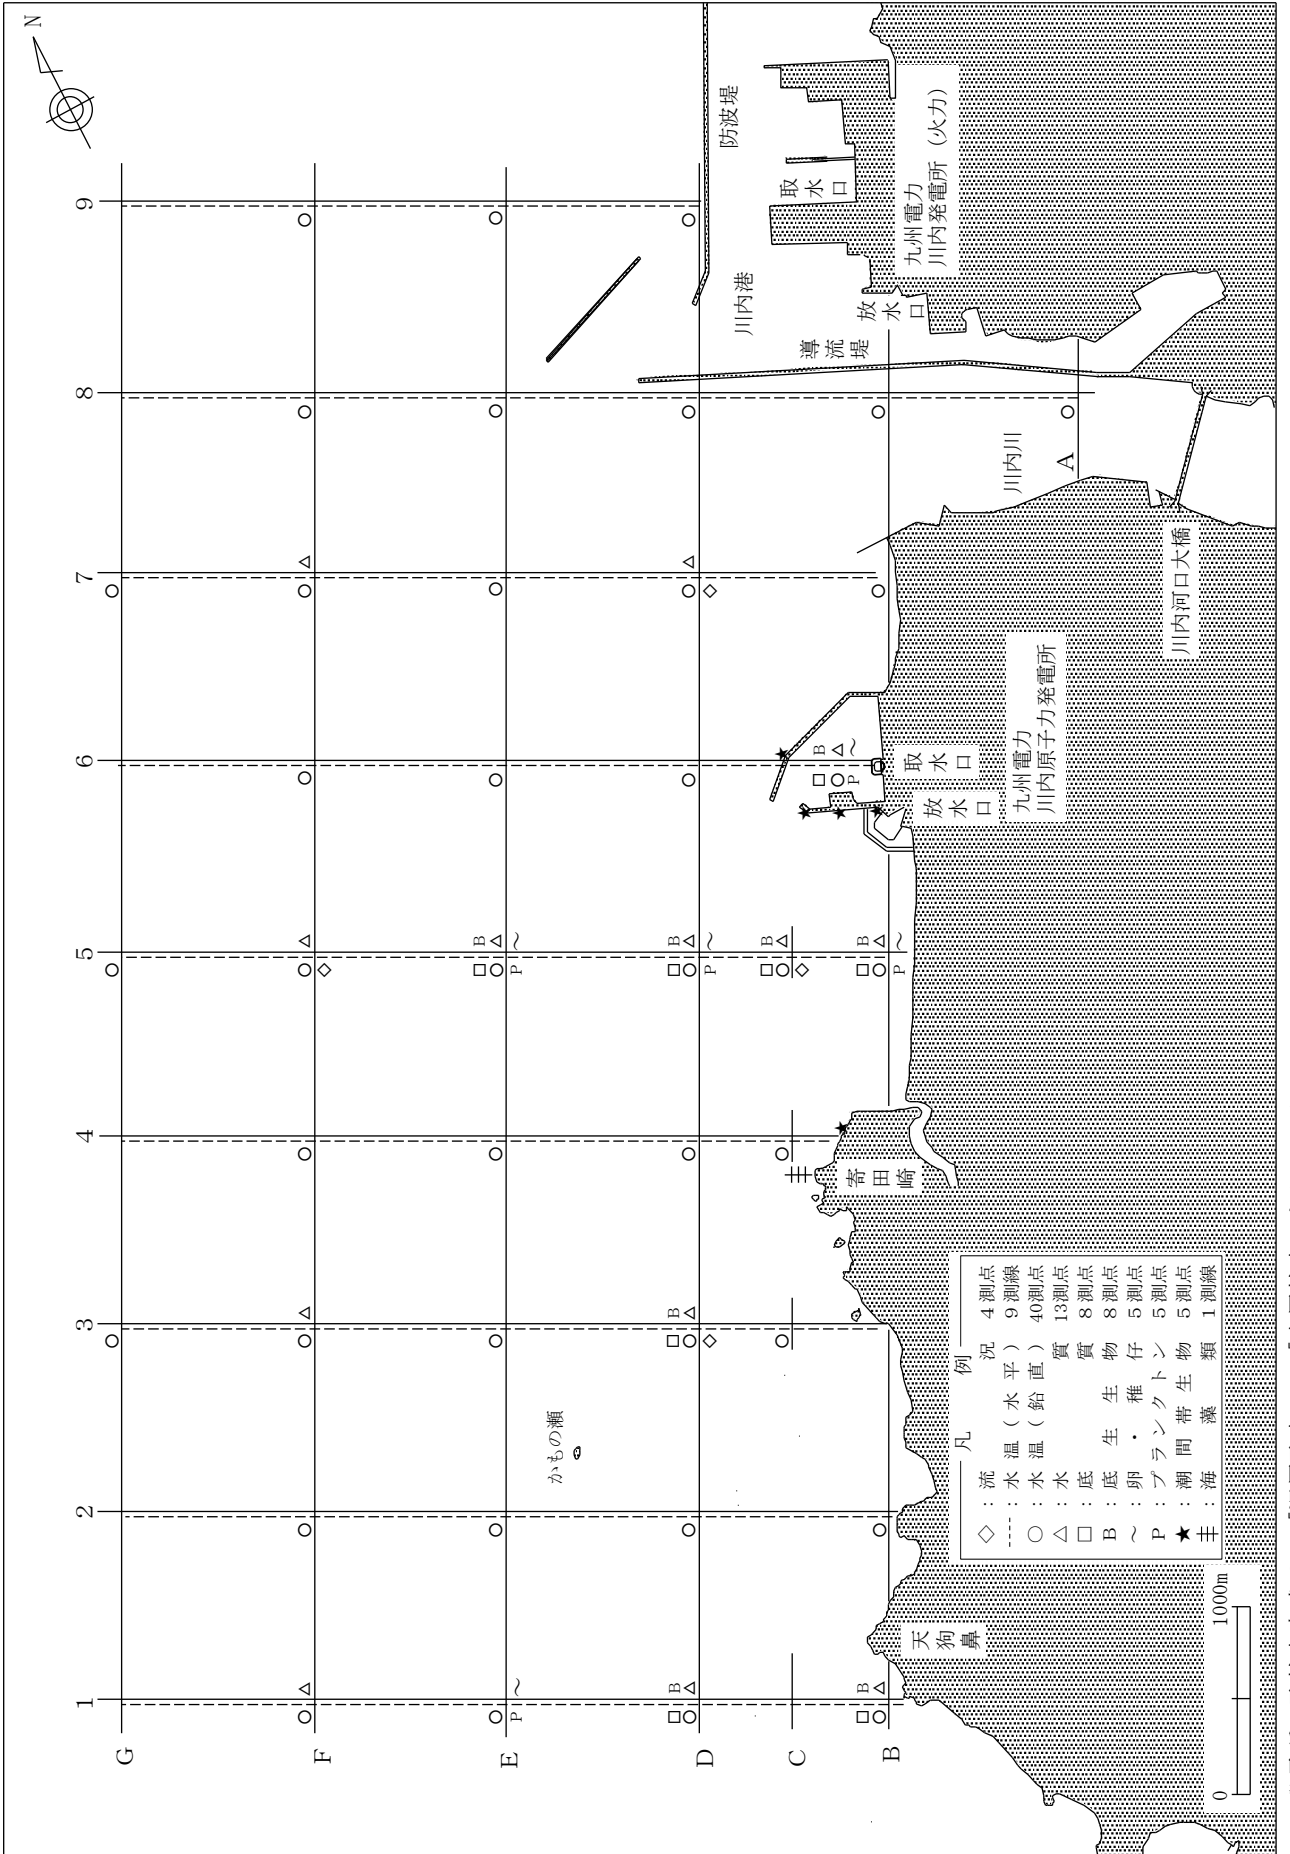 N
1
2
3
4
5
6
7
8
9
G
F
E
D
C
B
A
防波堤
取水口
九州電力
川内発電所（火力）
川内港
放水口
導流堤
川内川
川内河口大橋
九州電力
川内原子力発電所
取水口
放水口
寄田崎
かもの瀬
天狗鼻
B
B
B
B
B
B
B
B
P
P
P
P
P
～
～
～
～
～
凡例
◇：流況 4測点
----：水温（水平） 9測線
○：水温（鉛直） 40測点
△：水質 13測点
□：底質 8測点
B：底生生物 8測点
～：卵・稚仔 5測点
P：プランクトン 5測点
★：潮間帯生物 5測点
：海藻類 1測線
0 1000m